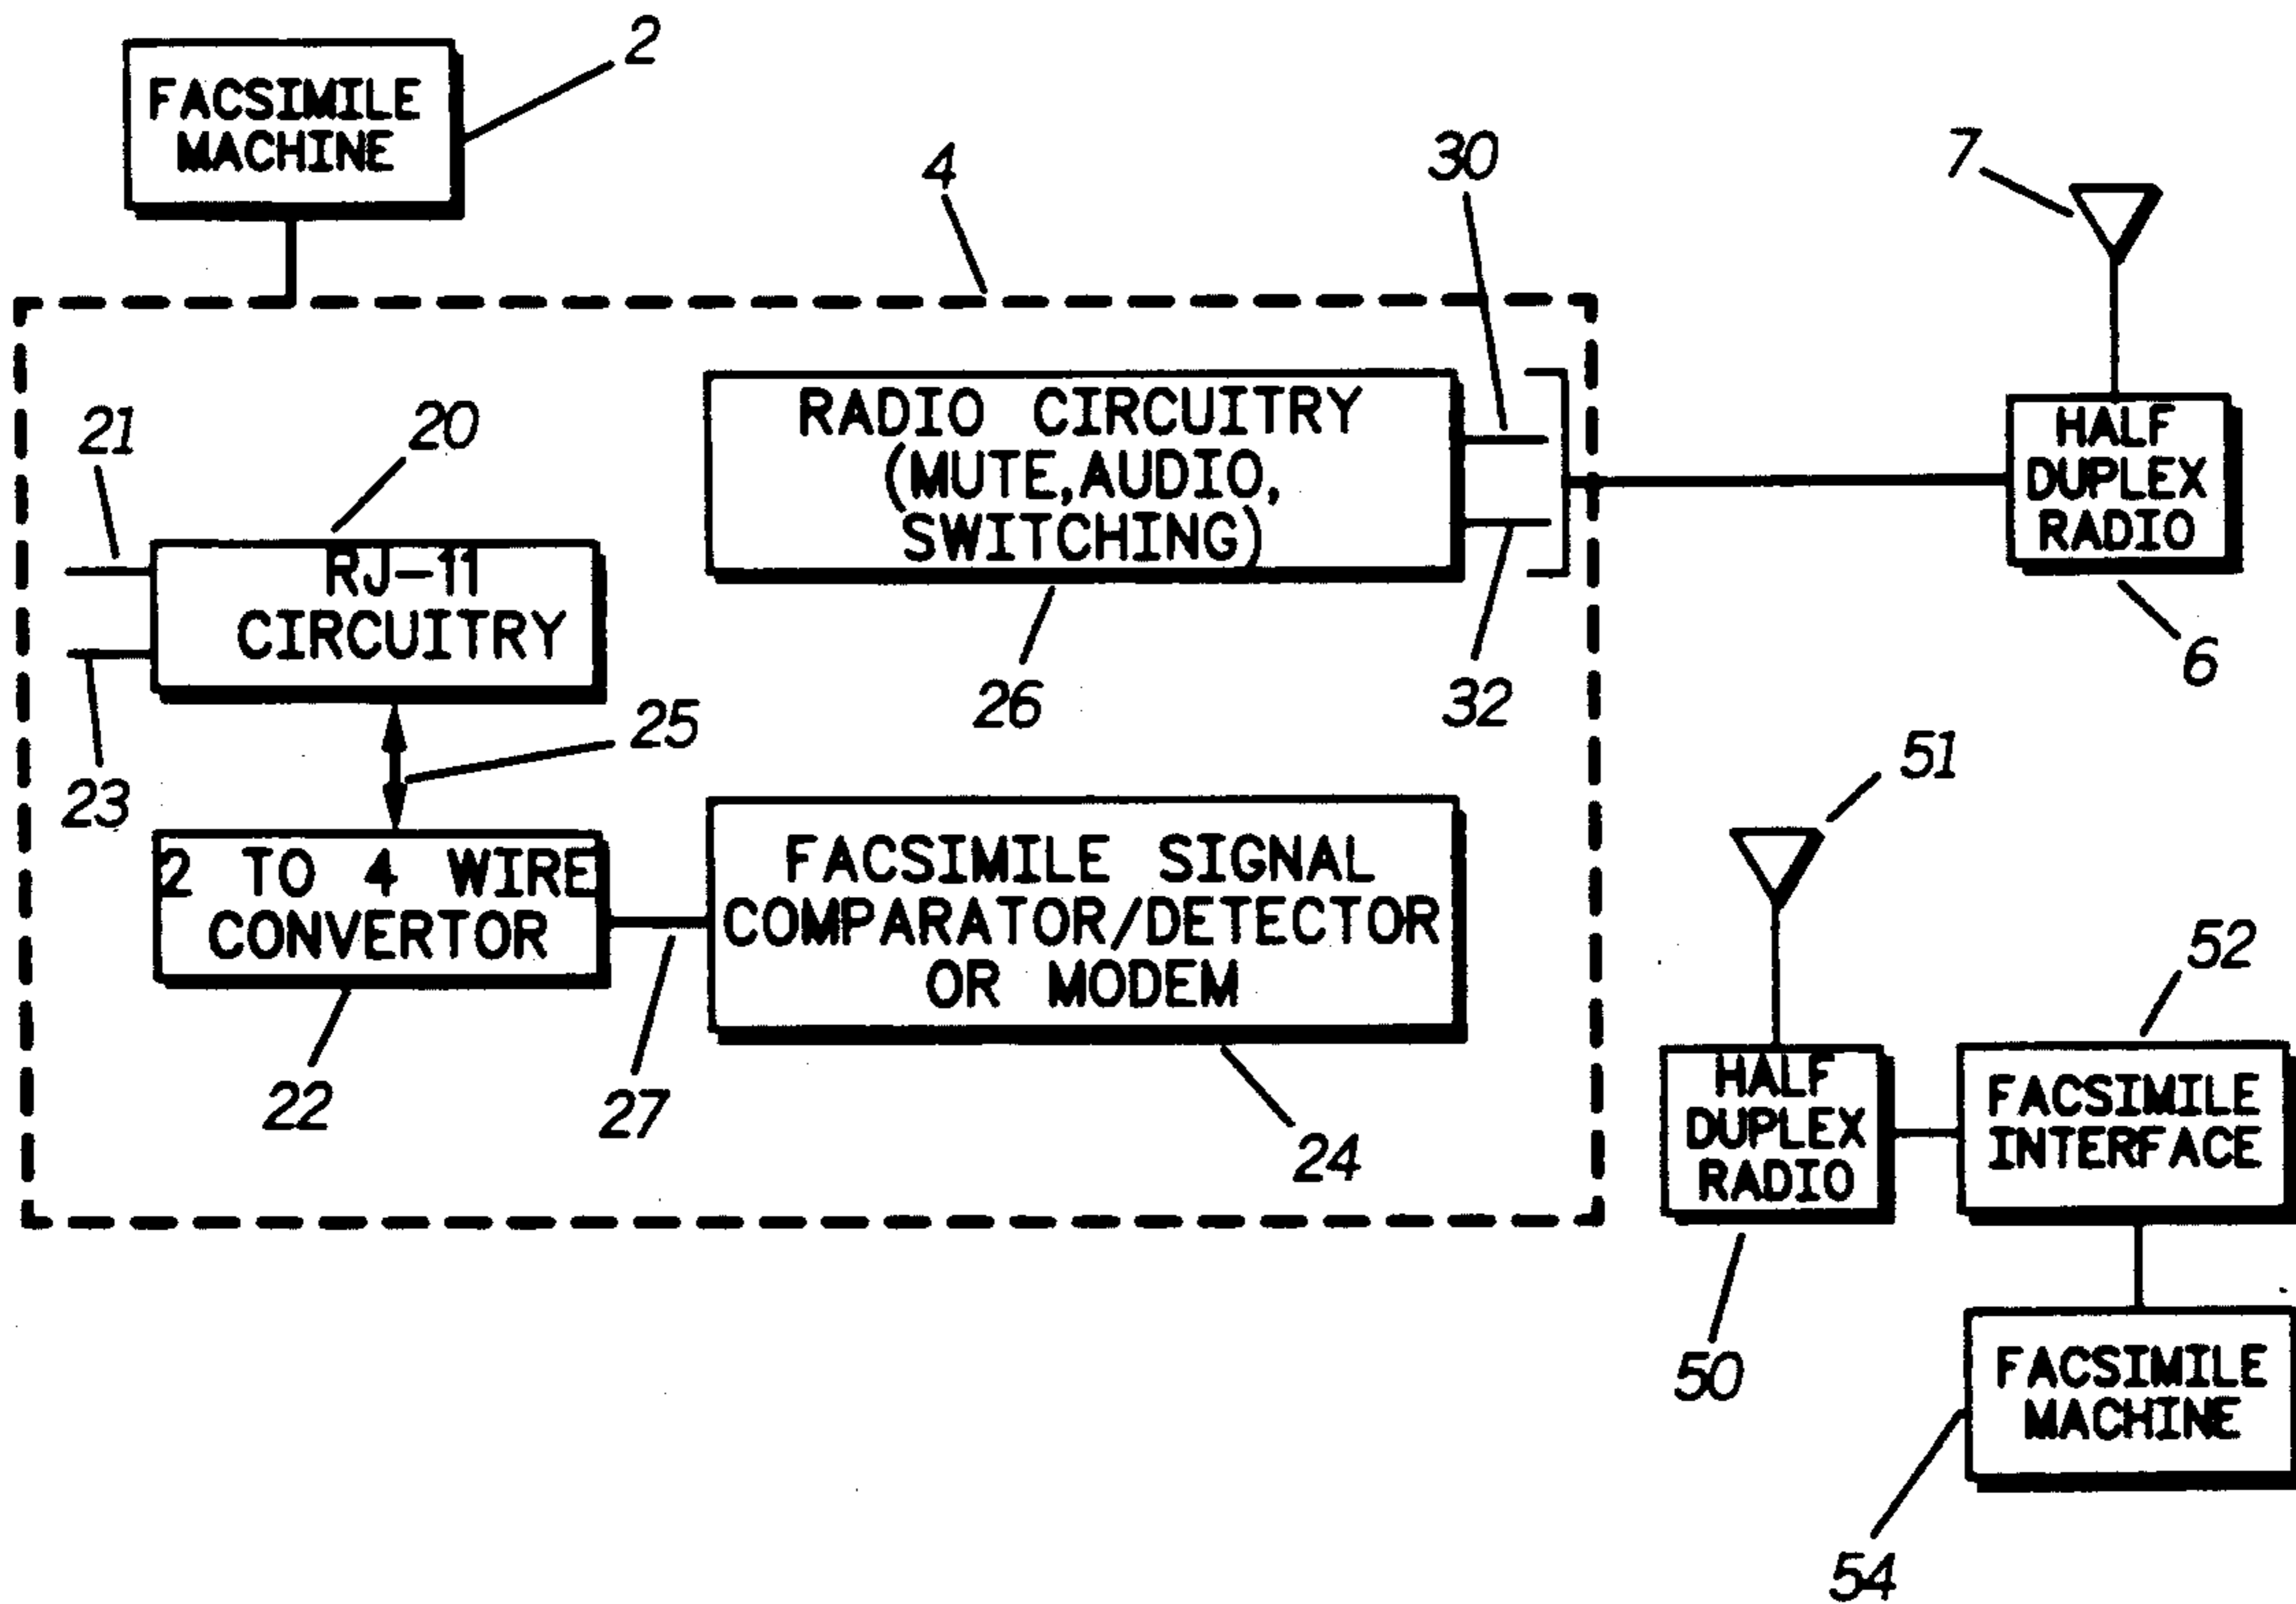 2
FACSIMILE
MACHINE
4
30
7
21
20
RADIO CIRCUITRY
(MUTE,AUDIO,
SWITCHING)
HALF
DUPLEX
RADIO
RJ-11
CIRCUITRY
6
26
32
25
23
51
2 TO 4 WIRE
CONVERTOR
FACSIMILE SIGNAL
COMPARATOR/DETECTOR
OR MODEM
52
22
27
24
HALF
DUPLEX
RADIO
FACSIMILE
INTERFACE
50
FACSIMILE
MACHINE
54